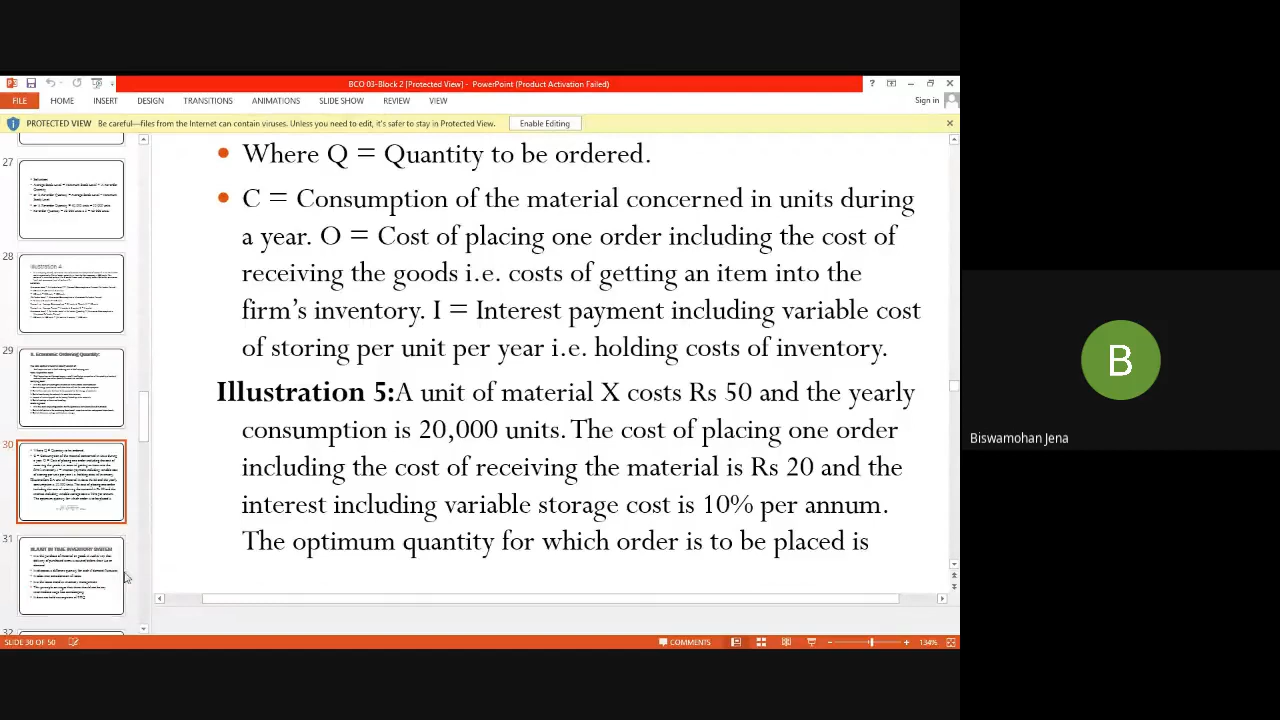 BCO 03-Block 2 [Protected View] - PowerPoint (Product Activation Failed)
FILE HOME INSERT DESIGN TRANSITIONS ANIMATIONS SLIDE SHOW REVIEW VIEW Sign in
PROTECTED VIEW Be careful—files from the Internet can contain viruses. Unless you need to edit, it's safer to stay in Protected View. Enable Editing
27
28
Illustration 4
29
30
31
32
Where Q = Quantity to be ordered.
C = Consumption of the material concerned in units during
a year. O = Cost of placing one order including the cost of
receiving the goods i.e. costs of getting an item into the
firm's inventory. I = Interest payment including variable cost
of storing per unit per year i.e. holding costs of inventory.
Illustration 5:A unit of material X costs Rs 50 and the yearly
consumption is 20,000 units. The cost of placing one order
including the cost of receiving the material is Rs 20 and the
interest including variable storage cost is 10% per annum.
The optimum quantity for which order is to be placed is
SLIDE 30 OF 50 COMMENTS 134%
B
Biswamohan Jena